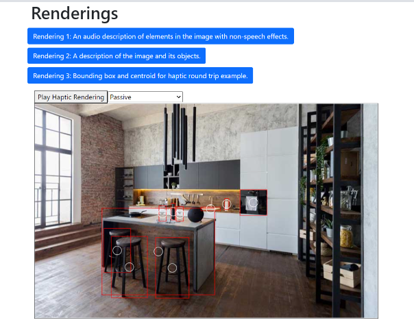 Renderings
Rendering 1: An audio description of elements in the image with non-speech effects.
Rendering 2: A description of the image and its objects.
Rendering 3: Bounding box and centroid for haptic round trip example.
Play Haptic Rendering Passive